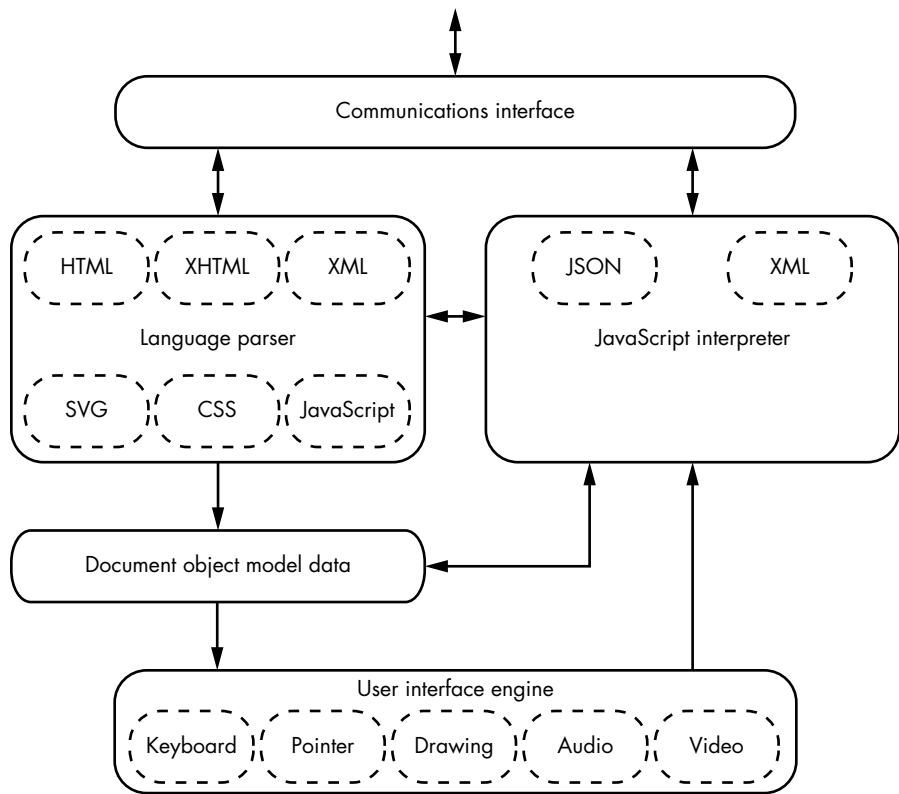 Communications interface
HTML XHTML XML
Language parser
SVG CSS JavaScript
JSON XML
JavaScript interpreter
Document object model data
User interface engine
Keyboard Pointer Drawing Audio Video